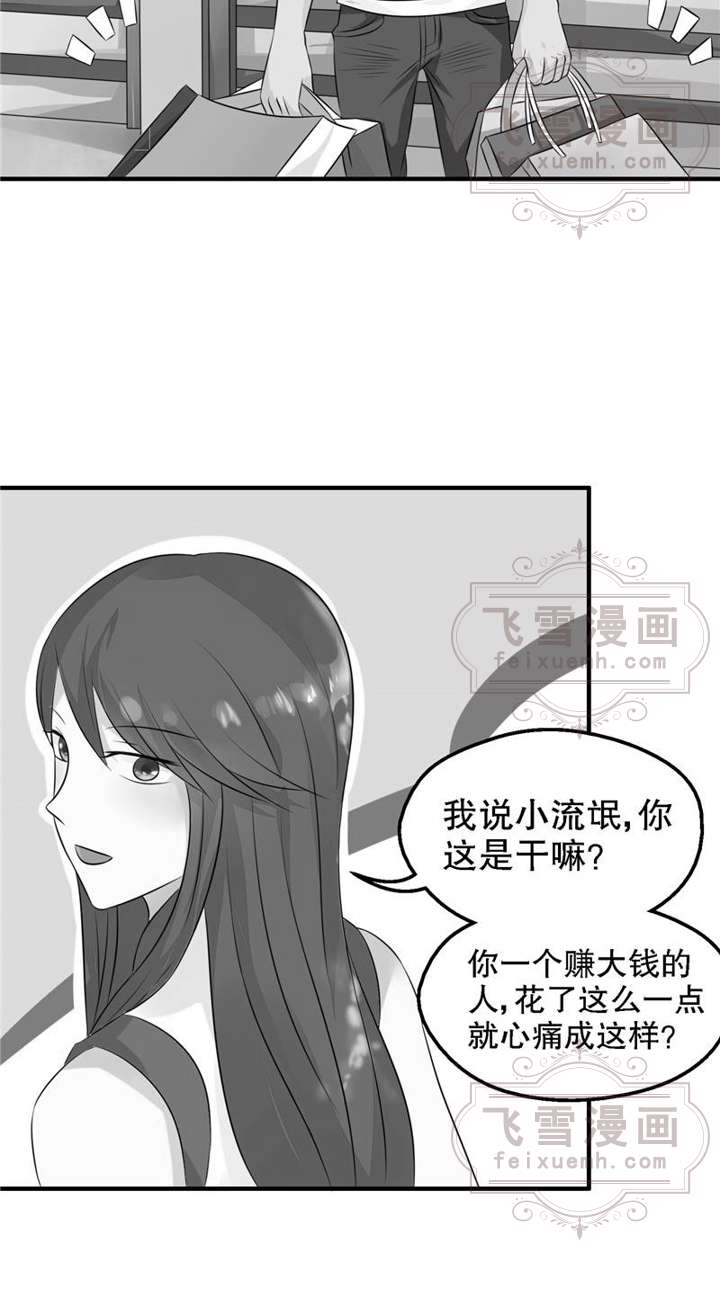 飞雪漫画
feixuemh.com
飞雪漫画
feixuemh.com
我说小流氓,你
这是干嘛?
你一个赚大钱的
人,花了这么一点
就心痛成这样?
飞雪漫画
feixuemh.com